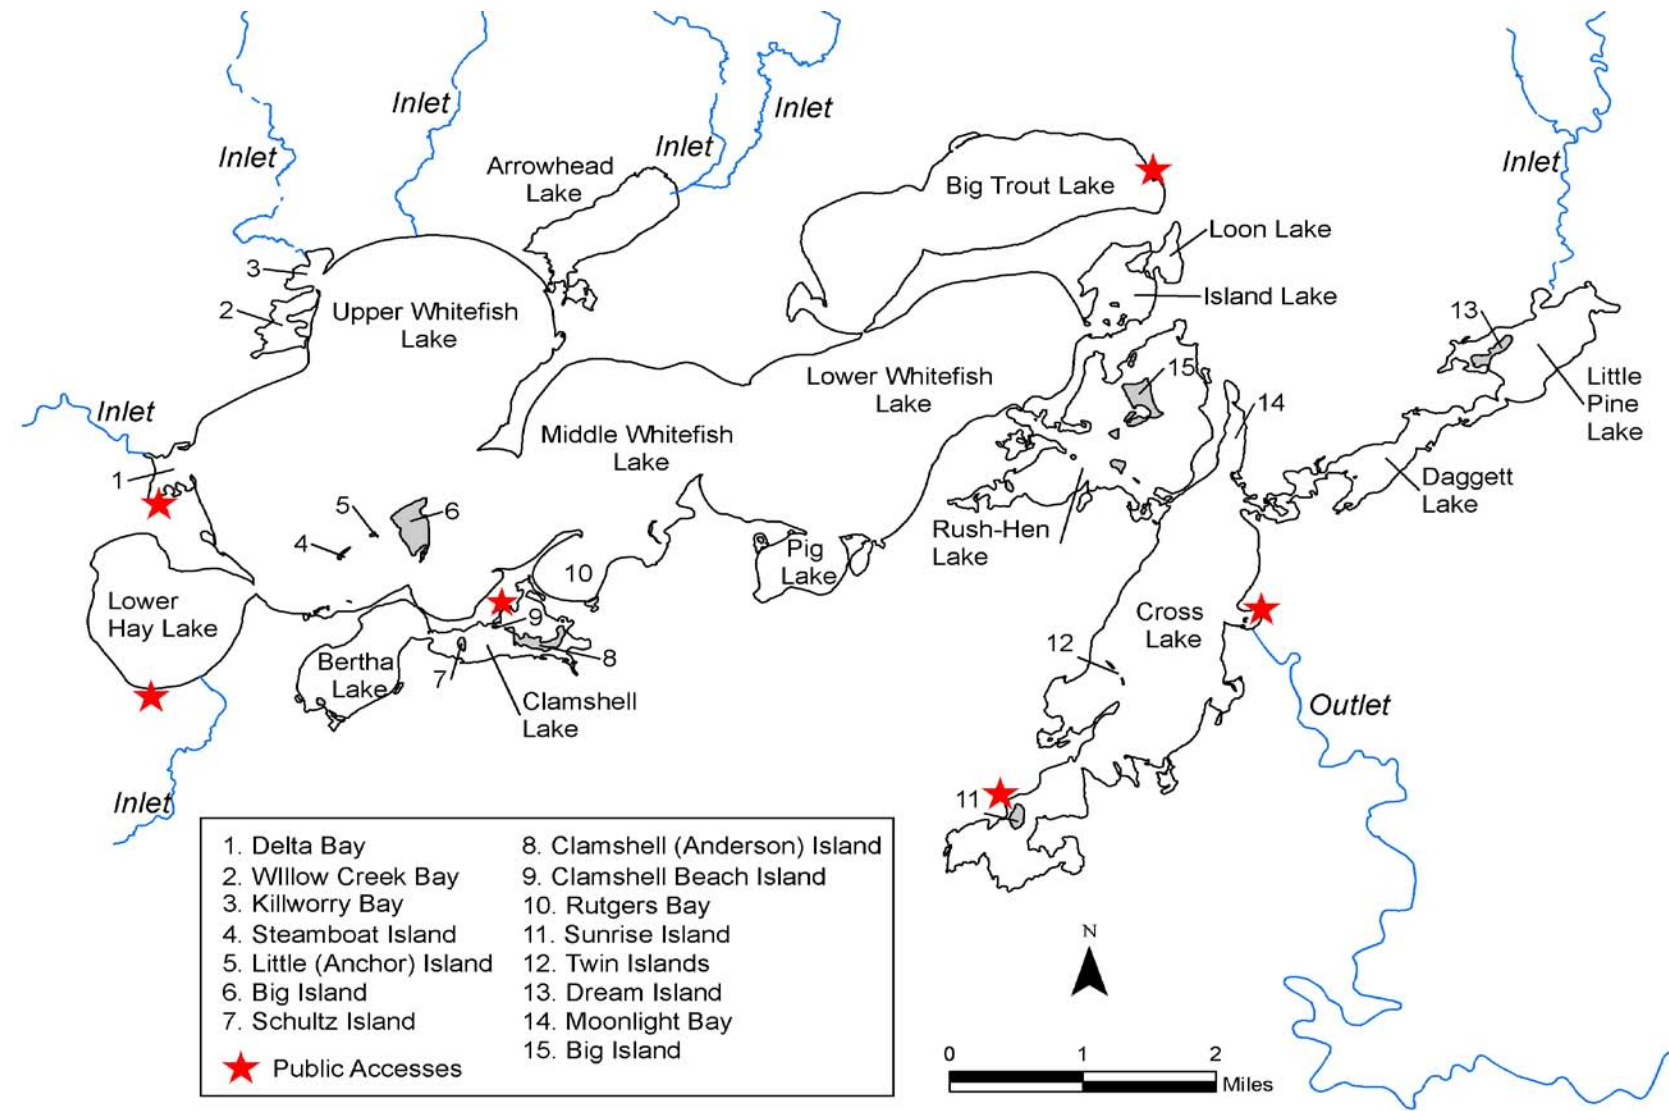 Inlet
Inlet
Inlet
Inlet
Inlet
Arrowhead
Lake
Big Trout Lake
Loon Lake
Island Lake
3
2
Upper Whitefish
Lake
13
Little
Pine
Lake
15
14
Lower Whitefish
Lake
Inlet
1
Middle Whitefish
Lake
Daggett
Lake
5
6
4
Rush-Hen
Lake
Pig
Lake
10
Lower
Hay Lake
9
8
7
Bertha
Lake
Clamshell
Lake
Cross
Lake
12
Outlet
11
Inlet
1. Delta Bay
2. WIllow Creek Bay
3. Killworry Bay
4. Steamboat Island
5. Little (Anchor) Island
6. Big Island
7. Schultz Island
8. Clamshell (Anderson) Island
9. Clamshell Beach Island
10. Rutgers Bay
11. Sunrise Island
12. Twin Islands
13. Dream Island
14. Moonlight Bay
15. Big Island
Public Accesses
N
0 1 2
Miles